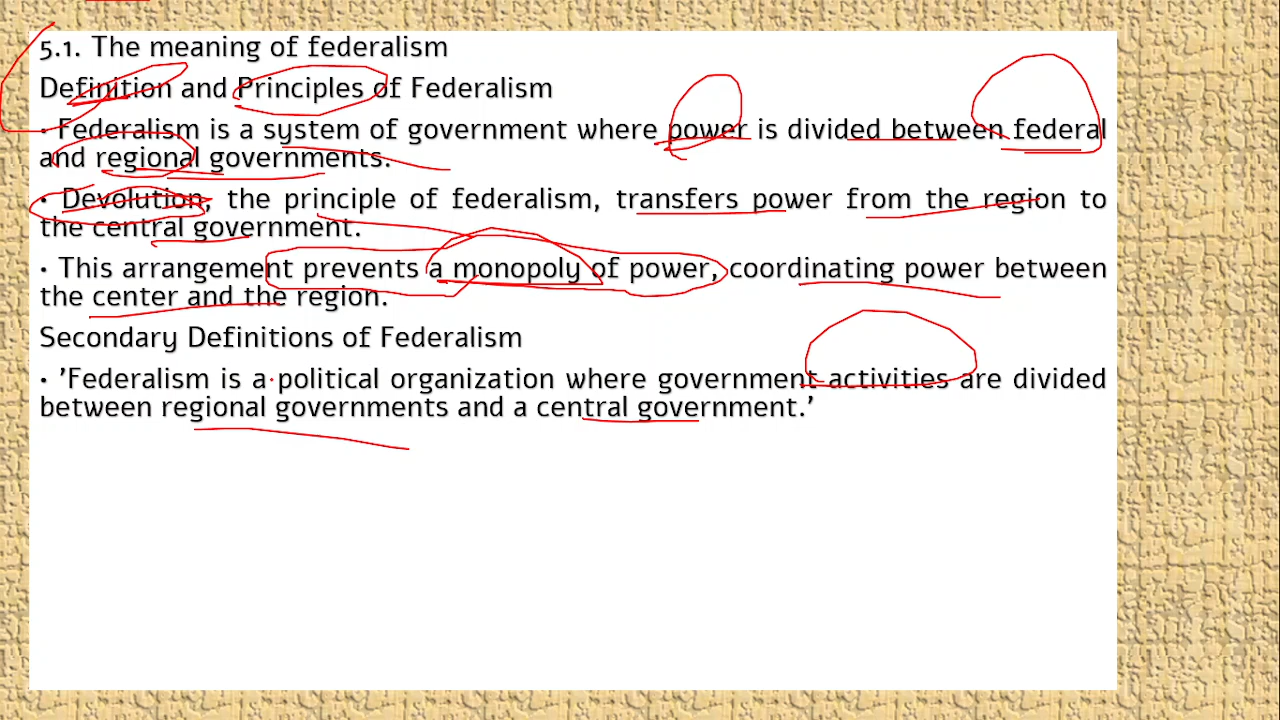 5.1. The meaning of federalism
Definition and Principles of Federalism
• Federalism is a system of government where power is divided between federal
and regional governments.
• Devolution, the principle of federalism, transfers power from the region to
the central government.
• This arrangement prevents a monopoly of power, coordinating power between
the center and the region.
Secondary Definitions of Federalism
• ’Federalism is a political organization where government activities are divided
between regional governments and a central government.’